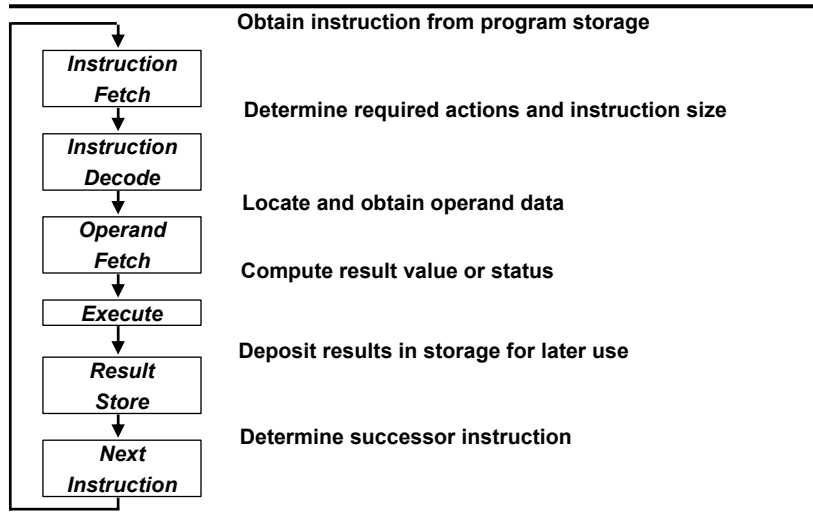 Obtain instruction from program storage
Instruction
Fetch
Determine required actions and instruction size
Instruction
Decode
Locate and obtain operand data
Operand
Fetch
Compute result value or status
Execute
Deposit results in storage for later use
Result
Store
Determine successor instruction
Next
Instruction